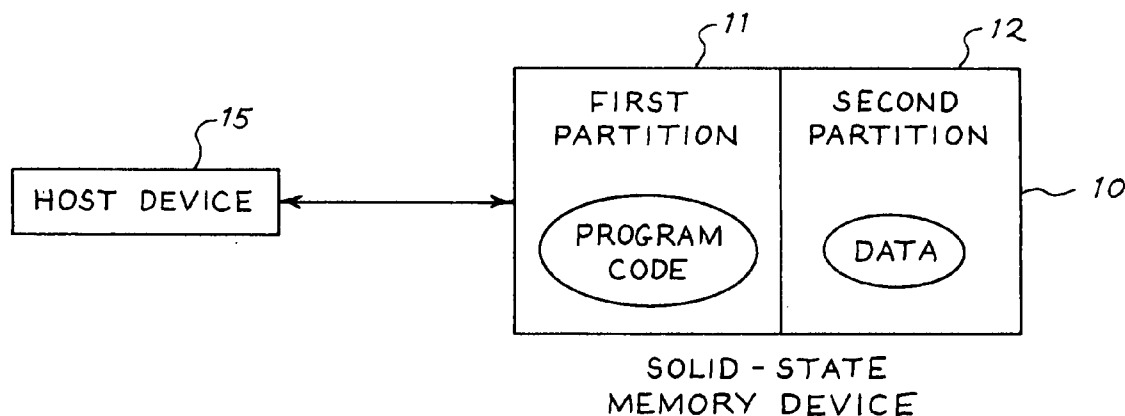 11
12
FIRST
PARTITION
SECOND
PARTITION
15
HOST DEVICE
10
PROGRAM
CODE
DATA
SOLID-STATE
MEMORY DEVICE